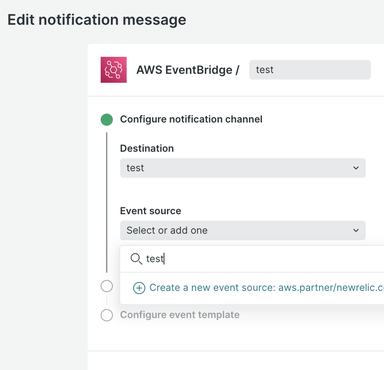 Edit notification message
AWS EventBridge / test
Configure notification channel
Destination
test
Event source
Select or add one
test
Create a new event source: aws.partner/newrelic.c
Configure event template